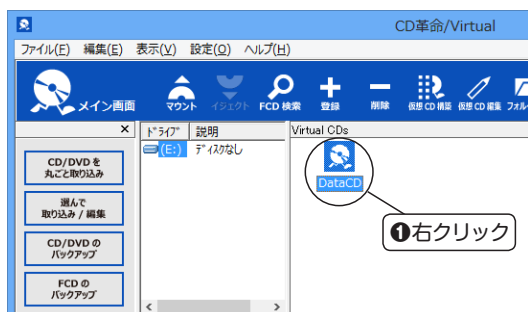 CD革命/Virtual
ファイル(F) 編集(E) 表示(V) 設定(O) ヘルプ(H)
メイン画面 マウント イジェクト FCD 検索 登録 削除 仮想 CD 構築 仮想 CD 編集 フォル
× ドライブ 説明 Virtual CDs
(E:) ディスクなし
CD/DVD を
丸ごと取り込み
選んで
取り込み / 編集
CD/DVD の
バックアップ
FCD の
バックアップ
DataCD
❶右クリック